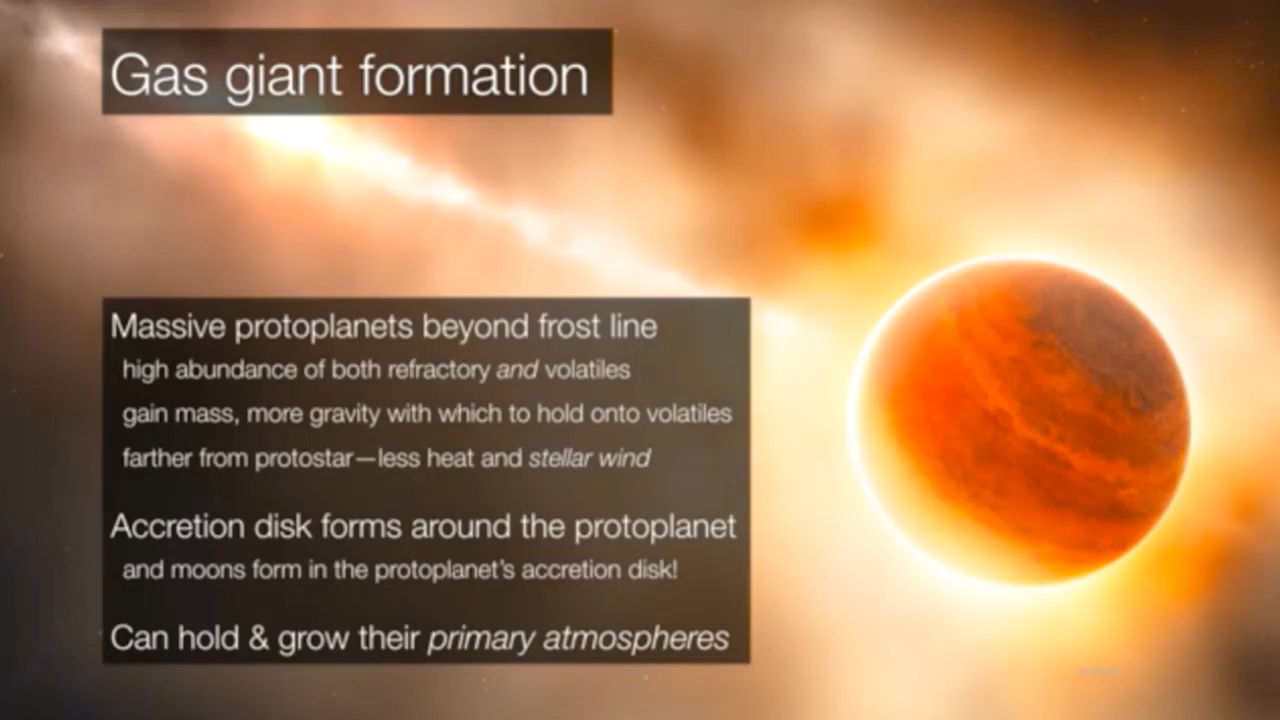 Gas giant formation
Massive protoplanets beyond frost line
high abundance of both refractory and volatiles
gain mass, more gravity with which to hold onto volatiles
farther from protostar—less heat and stellar wind
Accretion disk forms around the protoplanet
and moons form in the protoplanet's accretion disk!
Can hold & grow their primary atmospheres